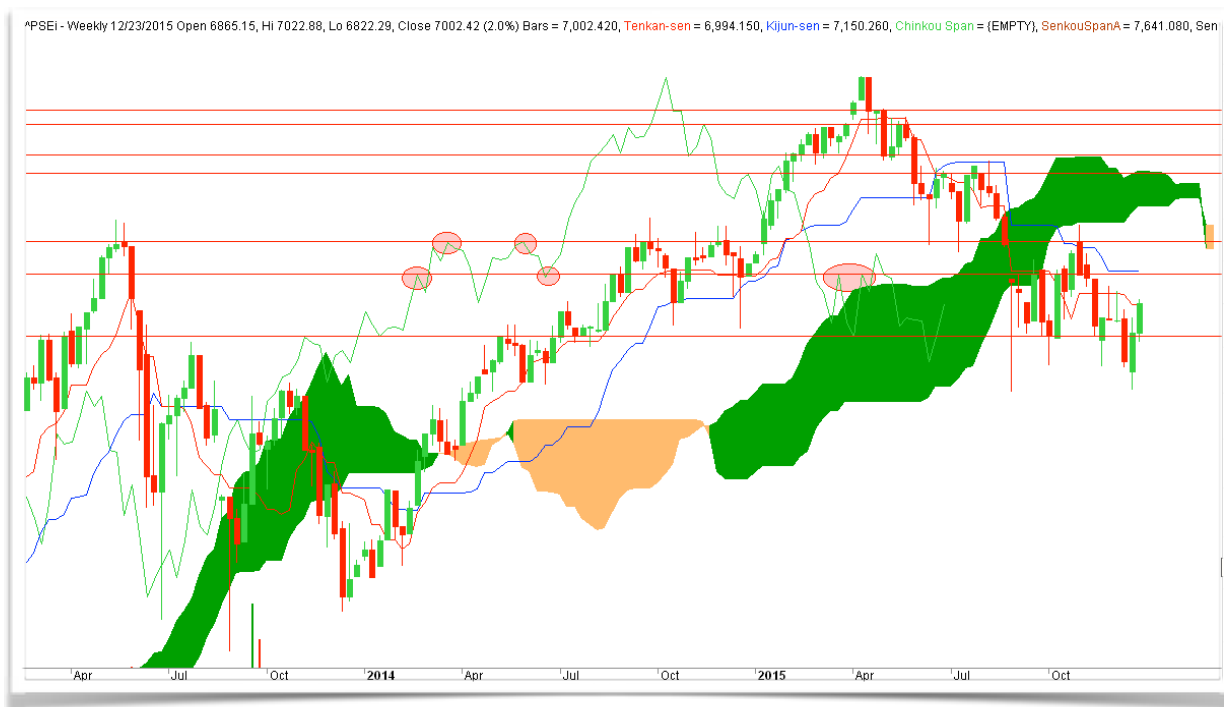 ^PSEi - Weekly 12/23/2015 Open 6865.15, Hi 7022.88, Lo 6822.29, Close 7002.42 (2.0%) Bars = 7,002.420, Tenkan-sen = 6,994.150, Kijun-sen = 7,150.260, Chinkou Span = {EMPTY}, SenkouSpanA = 7,641.080, Sen
Apr Jul Oct 2014 Apr Jul Oct 2015 Apr Jul Oct